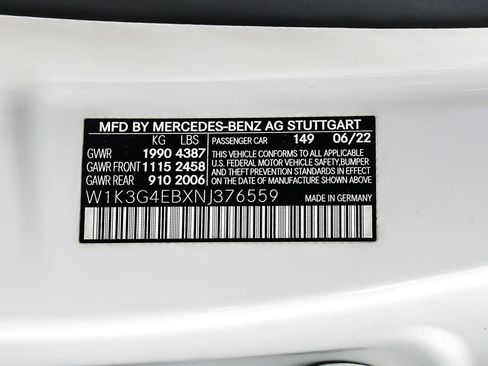 MFD BY MERCEDES-BENZ AG STUTTGART
KG LBS PASSENGER CAR 149 06/22
GVWR 1990 4387 THIS VEHICLE CONFORMS TO ALL APPLICABLE
GAWR FRONT 1115 2458 U.S. FEDERAL MOTOR VEHICLE SAFETY, BUMPER
GAWR REAR 910 2006 AND THEFT PREVENTION STANDARDS IN EFFECT
ON THE DATE OF MANUFACTURE SHOWN ABOVE
W1K3G4EBXNJ376559 MADE IN GERMANY